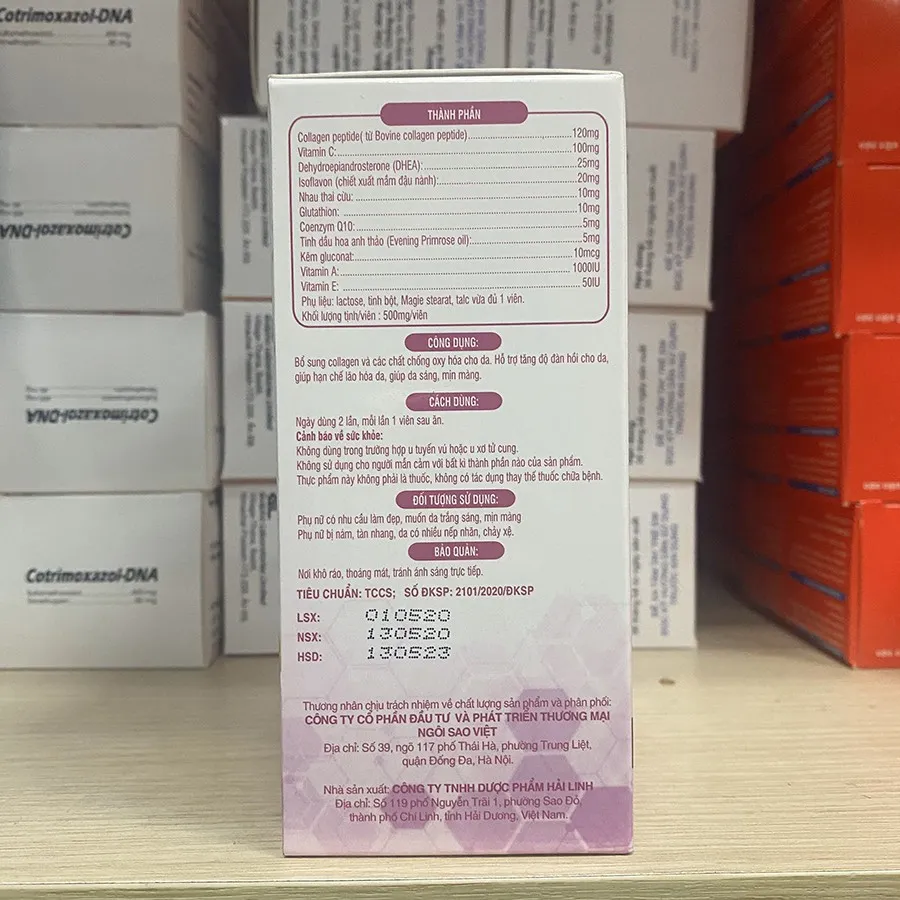 Cotrimoxazol-DNA
Cotrimoxazol-DNA
Cotrimoxazol-DNA
Cotrimoxazol-DNA
THÀNH PHẦN
Collagen peptide( từ Bovine collagen peptide)..................120mg
Vitamin C:..................100mg
Dehydroepiandrosterone (DHEA):..................25mg
Isoflavon (chiết xuất mầm đậu nành):..................20mg
Nhau thai cừu:..................10mg
Glutathion:..................10mg
Coenzym Q10:..................5mg
Tinh dầu hoa anh thảo (Evening Primrose oil):..................5mg
Kẽm gluconat:..................10mcg
Vitamin A:..................1000IU
Vitamin E:..................50IU
Phụ liệu: lactose, tinh bột, Magie stearat, talc vừa đủ 1 viên.
Khối lượng tịnh/viên : 500mg/viên
CÔNG DỤNG:
Bổ sung collagen và các chất chống oxy hóa cho da. Hỗ trợ tăng độ đàn hồi cho da,
giúp hạn chế lão hóa da, giúp da sáng, mịn màng.
CÁCH DÙNG:
Ngày dùng 2 lần, mỗi lần 1 viên sau ăn.
Cảnh báo về sức khỏe:
Không dùng trong trường hợp u tuyến vú hoặc u xơ tử cung.
Không sử dụng cho người mẫn cảm với bất kì thành phần nào của sản phẩm.
Thực phẩm này không phải là thuốc, không có tác dụng thay thế thuốc chữa bệnh.
ĐỐI TƯỢNG SỬ DỤNG:
Phụ nữ có nhu cầu làm đẹp, muốn da trắng sáng, mịn màng
Phụ nữ bị nám, tàn nhang, da có nhiều nếp nhăn, chảy xệ.
BẢO QUẢN:
Nơi khô ráo, thoáng mát, tránh ánh sáng trực tiếp.
TIÊU CHUẨN: TCCS; SỐ ĐKSP: 2101/2020/ĐKSP
LSX: 010520
NSX: 130520
HSD: 130523
Thương nhân chịu trách nhiệm về chất lượng sản phẩm và phân phối:
CÔNG TY CỔ PHẦN ĐẦU TƯ VÀ PHÁT TRIỂN THƯƠNG MẠI
NGÔI SAO VIỆT
Địa chỉ: Số 39, ngõ 117 phố Thái Hà, phường Trung Liệt,
quận Đống Đa, Hà Nội.
Nhà sản xuất: CÔNG TY TNHH DƯỢC PHẨM HẢI LINH
Địa chỉ: Số 119 phố Nguyễn Trãi 1, phường Sao Đỏ,
thành phố Chí Linh, tỉnh Hải Dương, Việt Nam.